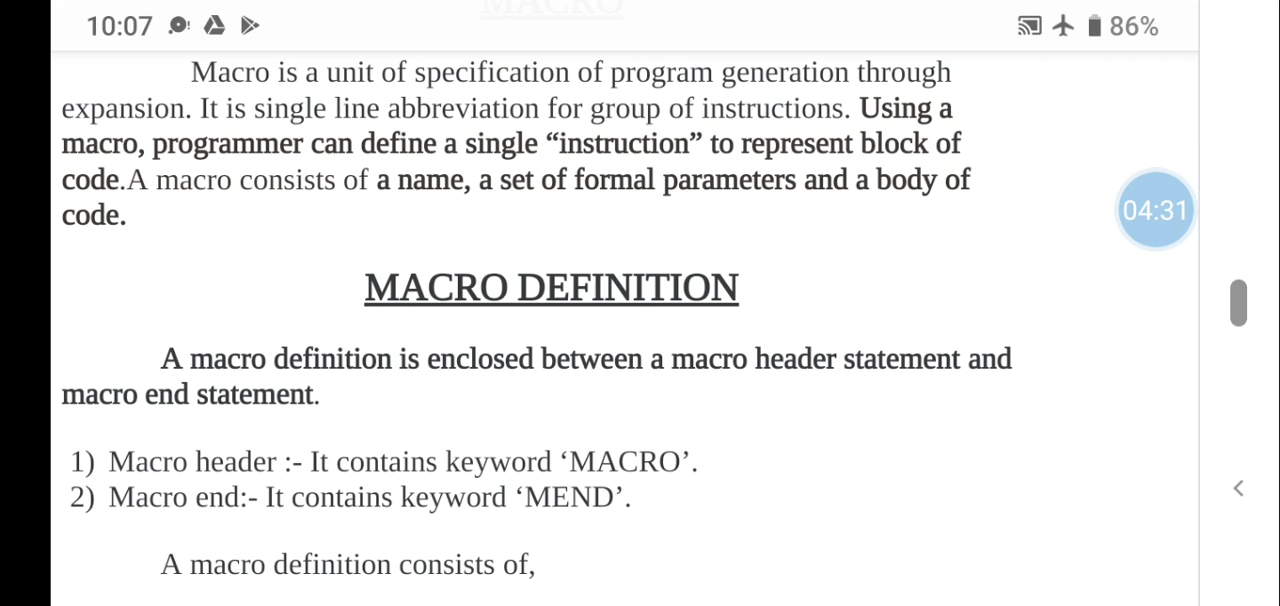 MACRO
10:07 86%
Macro is a unit of specification of program generation through
expansion. It is single line abbreviation for group of instructions. Using a
macro, programmer can define a single “instruction” to represent block of
code.A macro consists of a name, a set of formal parameters and a body of
code.
04:31
MACRO DEFINITION
A macro definition is enclosed between a macro header statement and
macro end statement.
1) Macro header :- It contains keyword ‘MACRO’.
2) Macro end:- It contains keyword ‘MEND’.
A macro definition consists of,